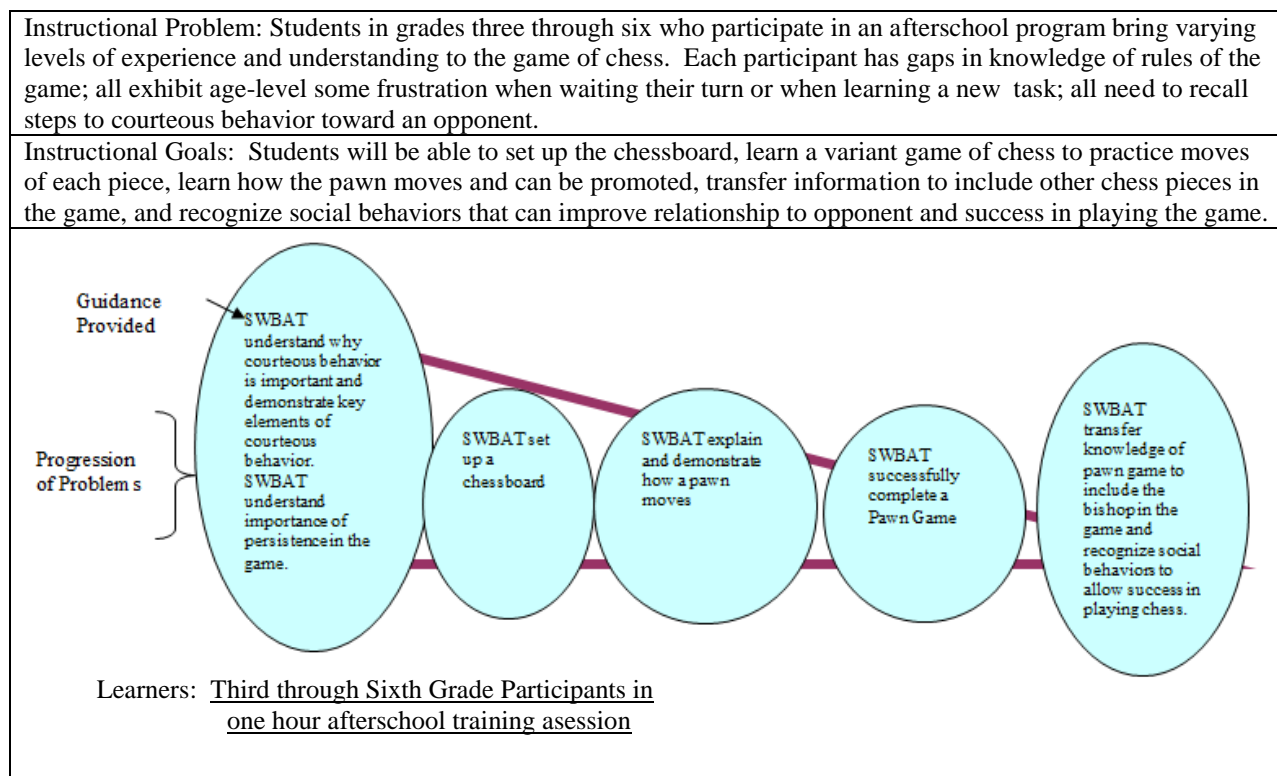 Instructional Problem: Students in grades three through six who participate in an afterschool program bring varying
levels of experience and understanding to the game of chess. Each participant has gaps in knowledge of rules of the
game; all exhibit age-level some frustration when waiting their turn or when learning a new task; all need to recall
steps to courteous behavior toward an opponent.
Instructional Goals: Students will be able to set up the chessboard, learn a variant game of chess to practice moves
of each piece, learn how the pawn moves and can be promoted, transfer information to include other chess pieces in
the game, and recognize social behaviors that can improve relationship to opponent and success in playing the game.
Guidance
Provided
Progression
of Problems
SWBAT
understand why
courteous behavior
is important and
demonstrate key
elements of
courteous
behavior.
SWBAT
understand
importance of
persistence in the
game.
SWBAT set
up a
chessboard
SWBAT explain
and demonstrate
how a pawn
moves
SWBAT
successfully
complete a
Pawn Game
SWBAT
transfer
knowledge of
pawn game to
include the
bishop in the
game and
recognize social
behaviors to
allow success in
playing chess.
Learners: Third through Sixth Grade Participants in
one hour afterschool training asession